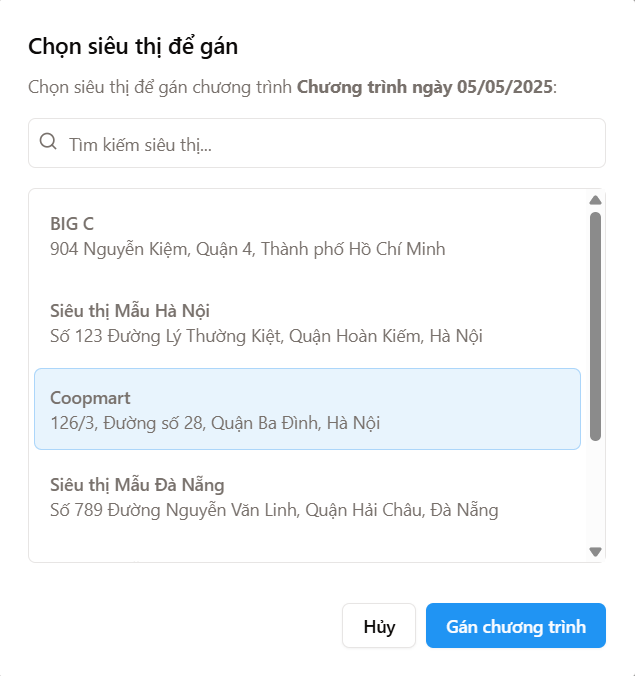 Chọn siêu thị để gán
Chọn siêu thị để gán chương trình Chương trình ngày 05/05/2025:
Tìm kiếm siêu thị...
BIG C
904 Nguyễn Kiệm, Quận 4, Thành phố Hồ Chí Minh
Siêu thị Mẫu Hà Nội
Số 123 Đường Lý Thường Kiệt, Quận Hoàn Kiếm, Hà Nội
Coopmart
126/3, Đường số 28, Quận Ba Đình, Hà Nội
Siêu thị Mẫu Đà Nẵng
Số 789 Đường Nguyễn Văn Linh, Quận Hải Châu, Đà Nẵng
Hủy
Gán chương trình